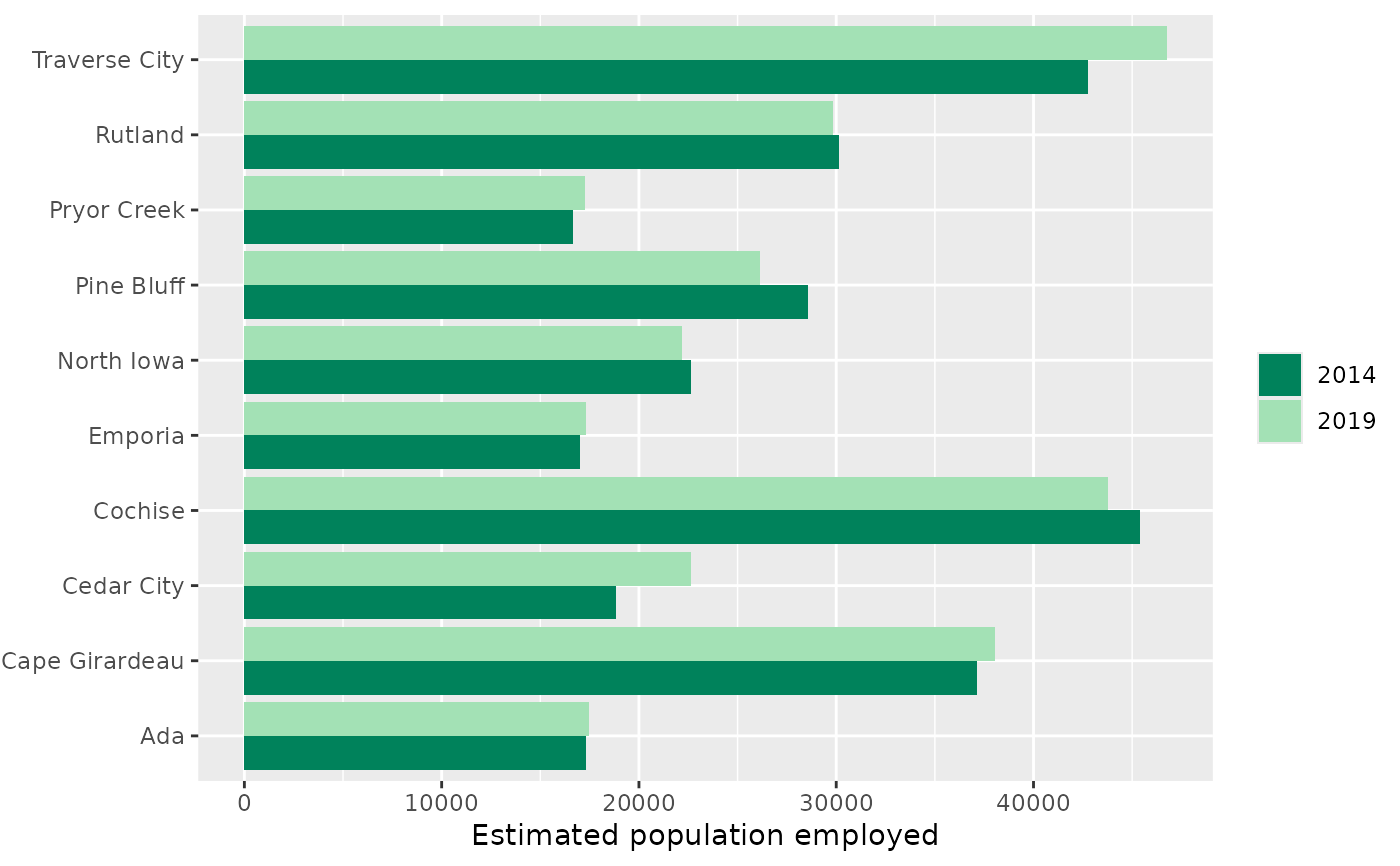 Traverse City
Rutland
Pryor Creek
Pine Bluff
North Iowa
Emporia
Cochise
Cedar City
Cape Girardeau
Ada
0 10000 20000 30000 40000
Estimated population employed
2014
2019